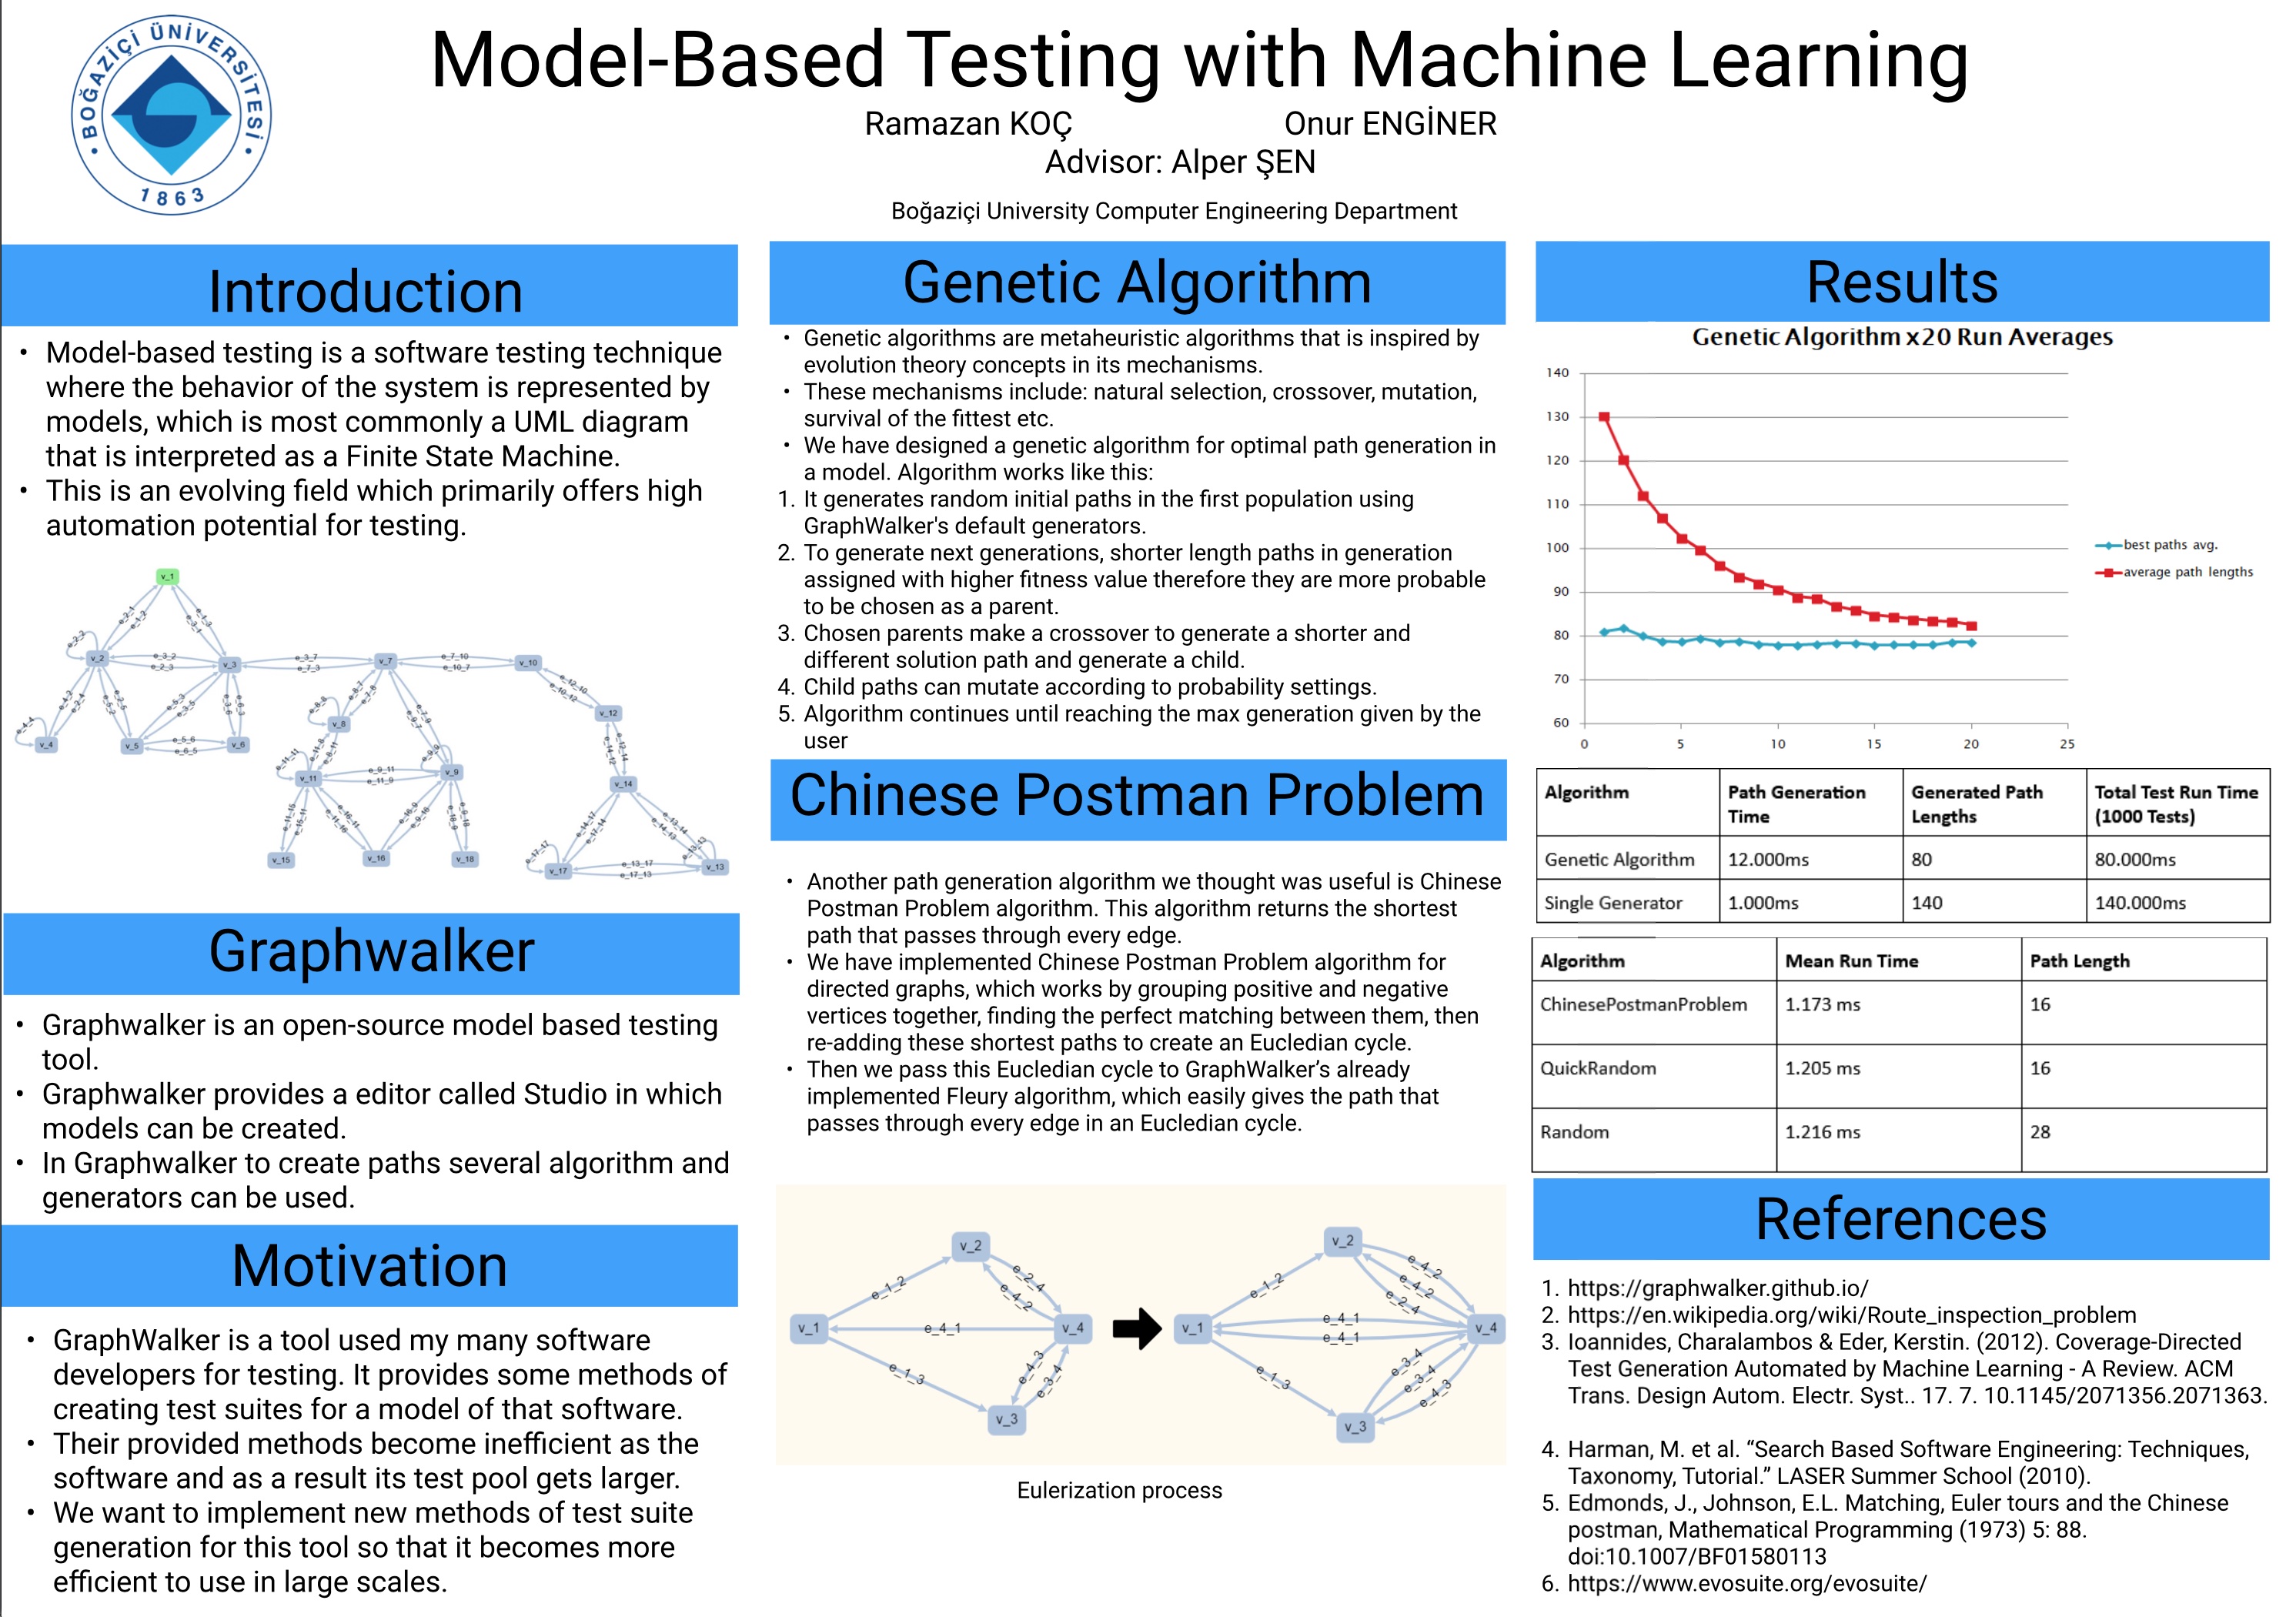 BOĞAZİÇİ ÜNİVERSİTESİ
1863
Model-Based Testing with Machine Learning
Ramazan KOÇ Onur ENGİNER
Advisor: Alper ŞEN
Boğaziçi University Computer Engineering Department
Introduction
• Model-based testing is a software testing technique
where the behavior of the system is represented by
models, which is most commonly a UML diagram
that is interpreted as a Finite State Machine.
• This is an evolving field which primarily offers high
automation potential for testing.
v_1
v_2
e_3_2
e_2_3
v_3
e_3_7
e_7_3
v_7
e_7_10
e_10_7
v_10
v_8
v_12
v_4
v_5
e_5_6
e_6_5
v_6
v_11
e_9_11
e_11_9
v_9
v_14
v_15
v_16
v_18
v_17
e_13_17
e_17_13
v_13
Graphwalker
• Graphwalker is an open-source model based testing
tool.
• Graphwalker provides a editor called Studio in which
models can be created.
• In Graphwalker to create paths several algorithm and
generators can be used.
Motivation
• GraphWalker is a tool used my many software
developers for testing. It provides some methods of
creating test suites for a model of that software.
• Their provided methods become inefficient as the
software and as a result its test pool gets larger.
• We want to implement new methods of test suite
generation for this tool so that it becomes more
efficient to use in large scales.
Genetic Algorithm
• Genetic algorithms are metaheuristic algorithms that is inspired by
evolution theory concepts in its mechanisms.
• These mechanisms include: natural selection, crossover, mutation,
survival of the fittest etc.
• We have designed a genetic algorithm for optimal path generation in
a model. Algorithm works like this:
1. It generates random initial paths in the first population using
GraphWalker's default generators.
2. To generate next generations, shorter length paths in generation
assigned with higher fitness value therefore they are more probable
to be chosen as a parent.
3. Chosen parents make a crossover to generate a shorter and
different solution path and generate a child.
4. Child paths can mutate according to probability settings.
5. Algorithm continues until reaching the max generation given by the
user
Chinese Postman Problem
• Another path generation algorithm we thought was useful is Chinese
Postman Problem algorithm. This algorithm returns the shortest
path that passes through every edge.
• We have implemented Chinese Postman Problem algorithm for
directed graphs, which works by grouping positive and negative
vertices together, finding the perfect matching between them, then
re-adding these shortest paths to create an Eucledian cycle.
• Then we pass this Eucledian cycle to GraphWalker’s already
implemented Fleury algorithm, which easily gives the path that
passes through every edge in an Eucledian cycle.
v_2
e_1_2
e_2_4
e_4_2
v_1
e_4_1
v_4
e_1_3
e_4_3
e_3_4
v_3
v_2
e_1_2
e_4_2
e_4_2
e_2_4
v_1
e_4_1
e_4_1
v_4
e_1_3
e_3_4
e_3_4
e_4_3
v_3
Eulerization process
Results
Genetic Algorithm x20 Run Averages
140
130
120
110
100
90
80
70
60
0 5 10 15 20 25
best paths avg.
average path lengths
Algorithm Path Generation Time Generated Path Lengths Total Test Run Time (1000 Tests)
Genetic Algorithm 12.000ms 80 80.000ms
Single Generator 1.000ms 140 140.000ms
Algorithm Mean Run Time Path Length
ChinesePostmanProblem 1.173 ms 16
QuickRandom 1.205 ms 16
Random 1.216 ms 28
References
1. https://graphwalker.github.io/
2. https://en.wikipedia.org/wiki/Route_inspection_problem
3. Ioannides, Charalambos & Eder, Kerstin. (2012). Coverage-Directed
Test Generation Automated by Machine Learning - A Review. ACM
Trans. Design Autom. Electr. Syst.. 17. 7. 10.1145/2071356.2071363.
4. Harman, M. et al. “Search Based Software Engineering: Techniques,
Taxonomy, Tutorial.” LASER Summer School (2010).
5. Edmonds, J., Johnson, E.L. Matching, Euler tours and the Chinese
postman, Mathematical Programming (1973) 5: 88.
doi:10.1007/BF01580113
6. https://www.evosuite.org/evosuite/